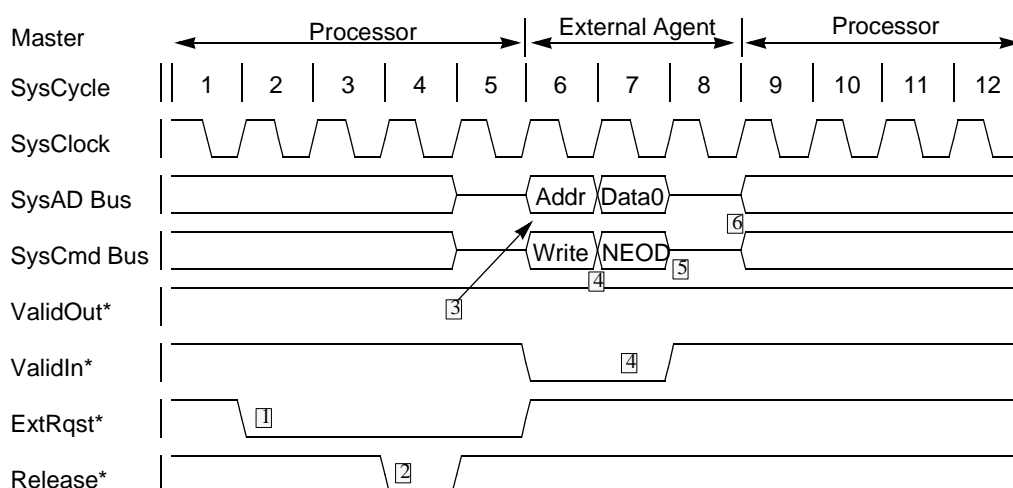 Master Processor External Agent Processor
SysCycle 1 2 3 4 5 6 7 8 9 10 11 12
SysClock
SysAD Bus Addr Data0
6
SysCmd Bus Write NEOD 5
4
ValidOut* 3
ValidIn* 4
ExtRqst* 1
Release* 2